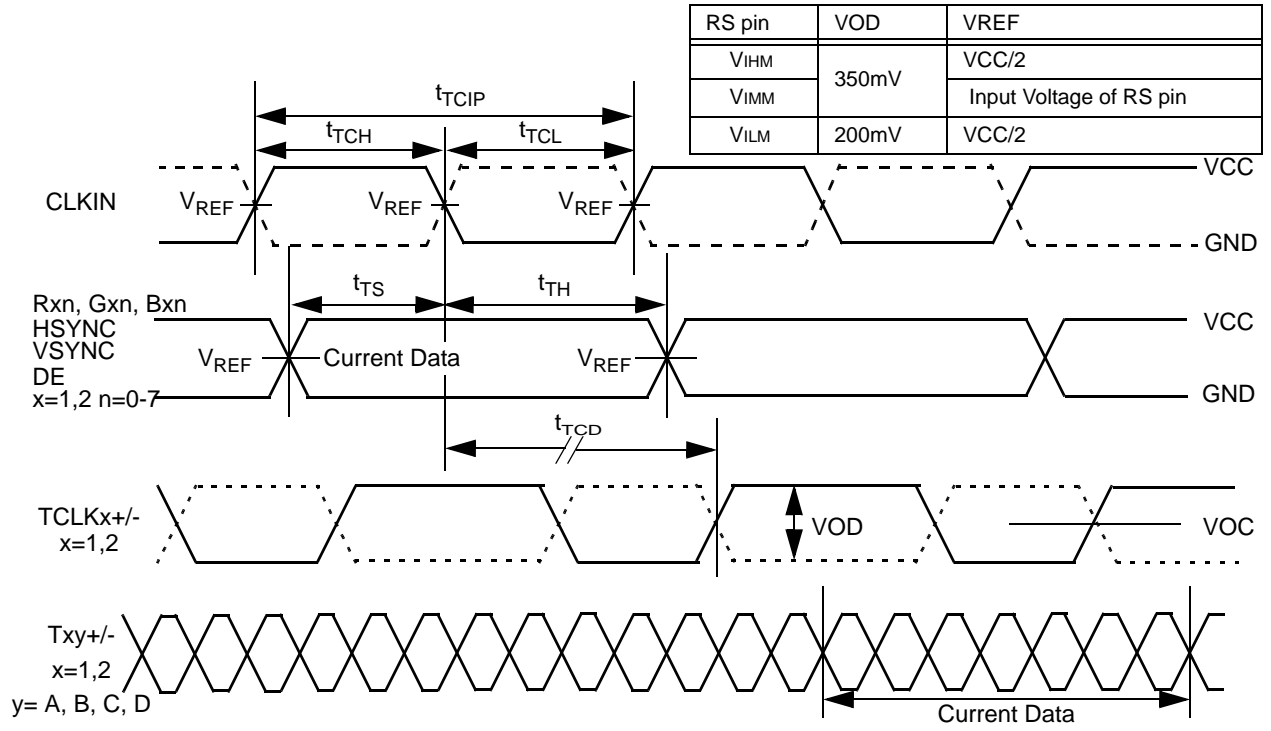 RS pin VOD VREF
VIHM 350mV VCC/2
VIMM Input Voltage of RS pin
VILM 200mV VCC/2
tTCIP
tTCH tTCL
VCC
CLKIN VREF VREF VREF
GND
tTS tTH
Rxn, Gxn, Bxn
HSYNC
VSYNC
DE
x=1,2 n=0-7
VCC
VREF Current Data VREF
GND
tTCD
TCLKx+/-
x=1,2
VOD VOC
Txy+/-
x=1,2
y= A, B, C, D
Current Data